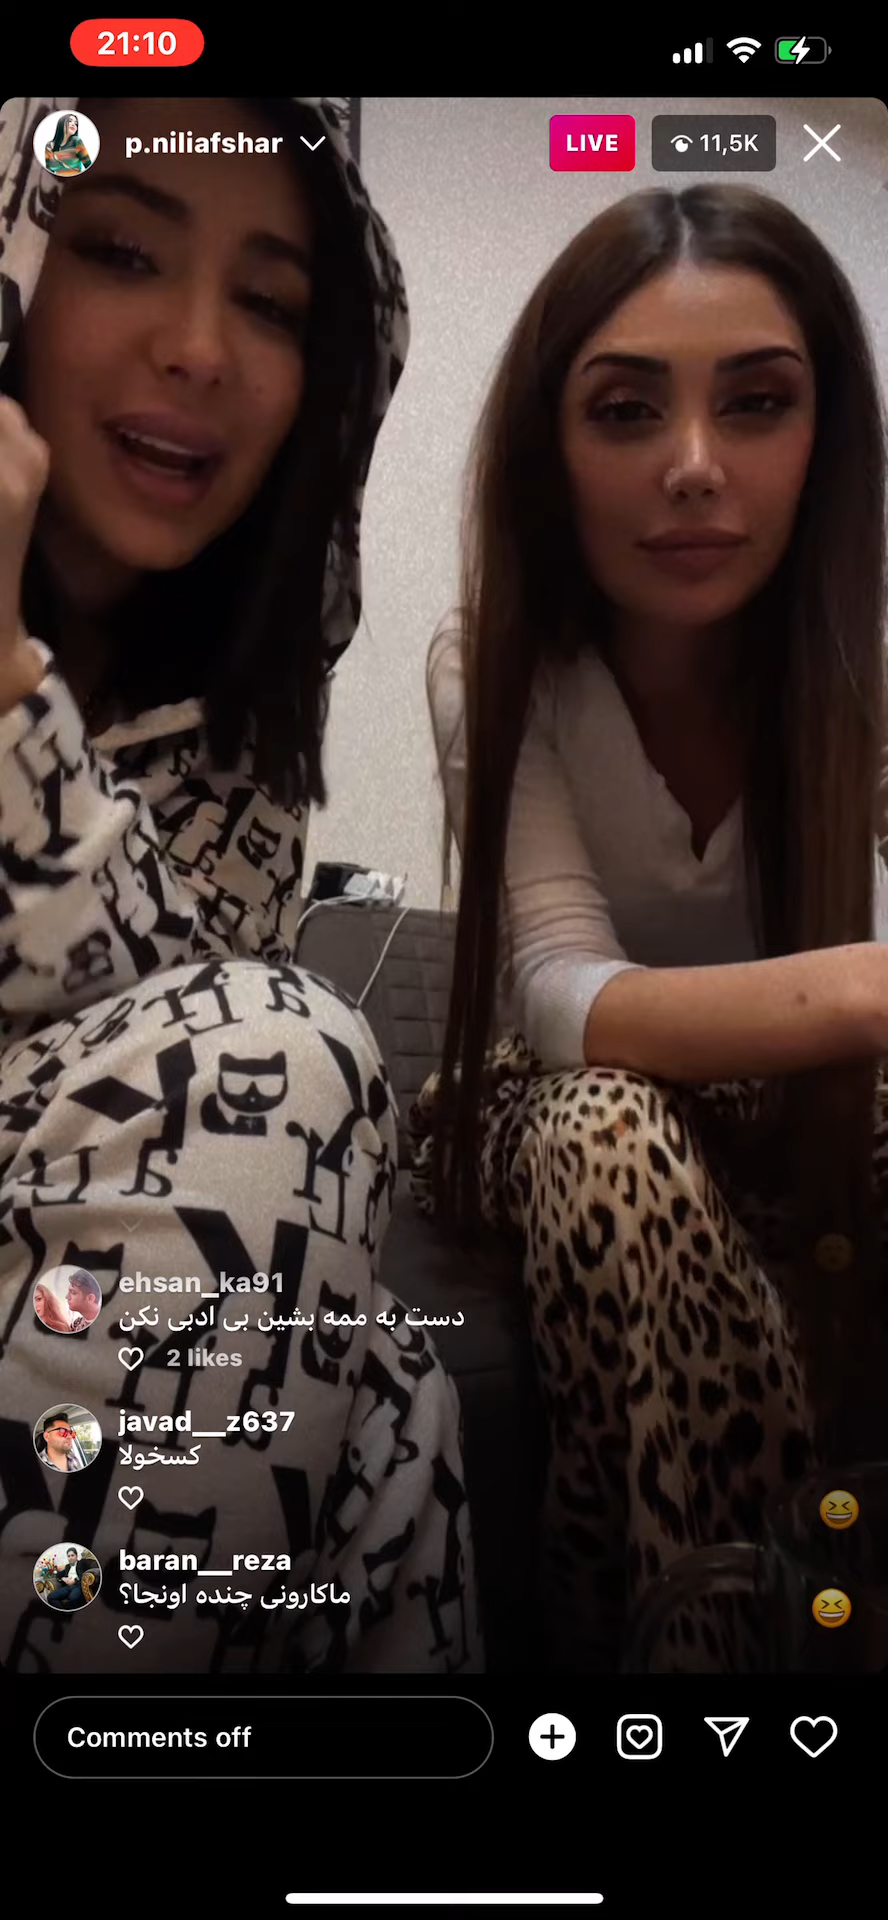 21:10
p.niliafshar
LIVE
11,5K
ehsan_ka91
دست به ممه بشین بی ادبی نکن
2 likes
javad__z637
کسخولا
baran__reza
ماکارونی چنده اونجا؟
Comments off